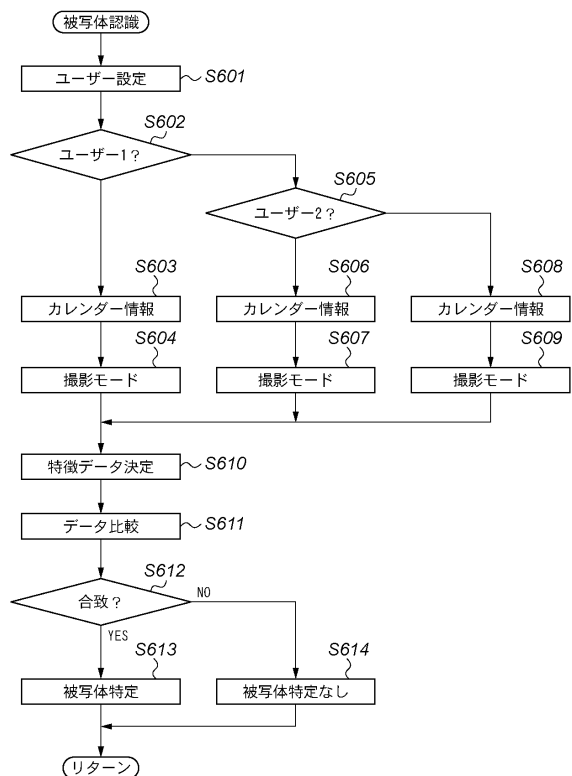 被写体認識
ユーザー設定
S601
S602
ユーザー1?
S605
ユーザー2?
S603
S606
S608
カレンダー情報
カレンダー情報
カレンダー情報
S604
S607
S609
撮影モード
撮影モード
撮影モード
特徴データ決定
S610
データ比較
S611
S612
合致?
NO
YES
S613
S614
被写体特定
被写体特定なし
リターン